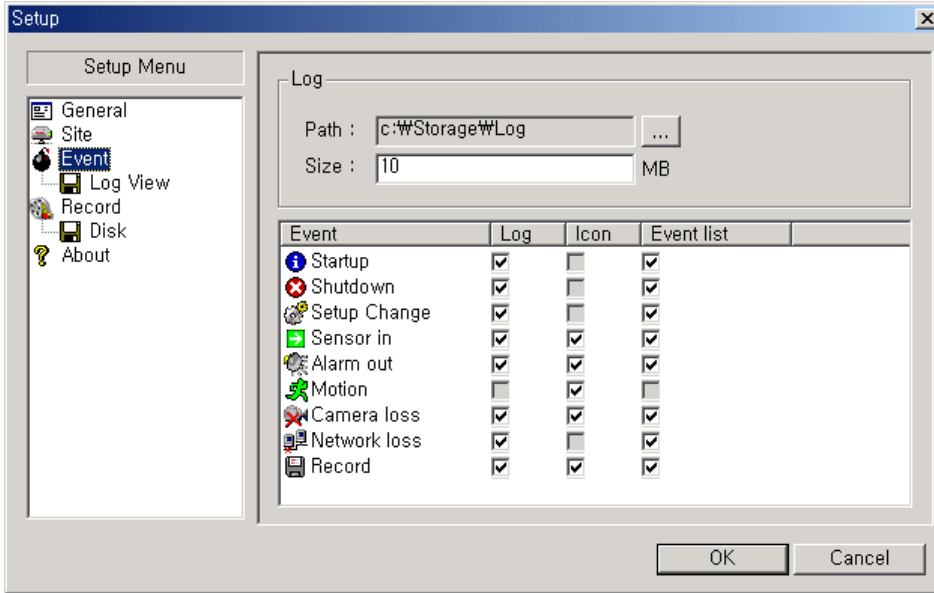 Setup
Setup Menu
General
Site
Event
Log View
Record
Disk
About
Log
Path : c:₩Storage₩Log ...
Size : 10 MB
Event Log Icon Event list
Startup
Shutdown
Setup Change
Sensor in
Alarm out
Motion
Camera loss
Network loss
Record
OK Cancel